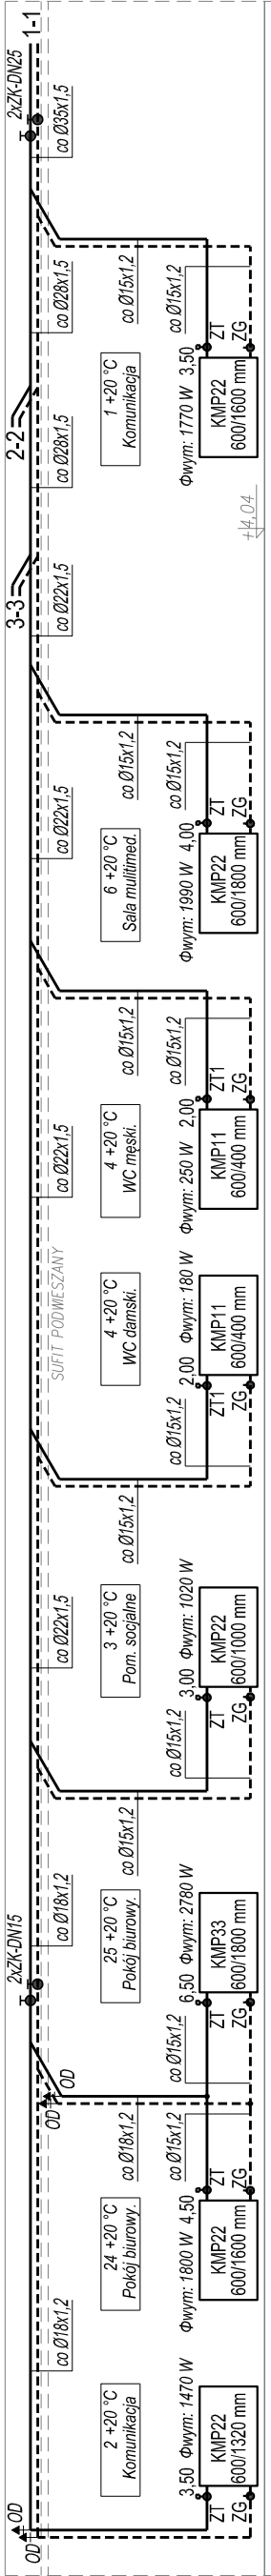 OD
OD
co Ø18x1,2
2 +20 °C
Komunikacja
3,50 Φwym: 1470 W
ZT
ZG
KMP22
600/1320 mm
24 +20 °C
Pokój biurowy.
Φwym: 1800 W 4,50
KMP22
600/1600 mm
ZT
ZG
co Ø15x1,2
OD
OD
co Ø18x1,2
2xZK-DN15
co Ø18x1,2
25 +20 °C
Pokój biurowy.
6,50 Φwym: 2780 W
co Ø15x1,2
ZT
ZG
KMP33
600/1800 mm
co Ø15x1,2
co Ø22x1,5
3 +20 °C
Pom. socjalne
3,00 Φwym: 1020 W
co Ø15x1,2
ZT
ZG
KMP22
600/1000 mm
co Ø15x1,2
SUFIT PODWIESZANY
4 +20 °C
WC damski.
2,00 Φwym: 180 W
co Ø15x1,2
ZT1
ZG
KMP11
600/400 mm
co Ø22x1,5
4 +20 °C
WC męski.
Φwym: 250 W 2,00
KMP11
600/400 mm
ZT1
ZG
co Ø15x1,2
co Ø15x1,2
co Ø22x1,5
6 +20 °C
Sala mulitimed.
Φwym: 1990 W 4,00
KMP22
600/1800 mm
ZT
ZG
co Ø15x1,2
co Ø15x1,2
3-3
co Ø22x1,5
2-2
co Ø28x1,5
+4,04
1 +20 °C
Komunikacja
Φwym: 1770 W 3,50
KMP22
600/1600 mm
ZT
ZG
co Ø15x1,2
co Ø15x1,2
co Ø28x1,5
2xZK-DN25
co Ø35x1,5
1-1